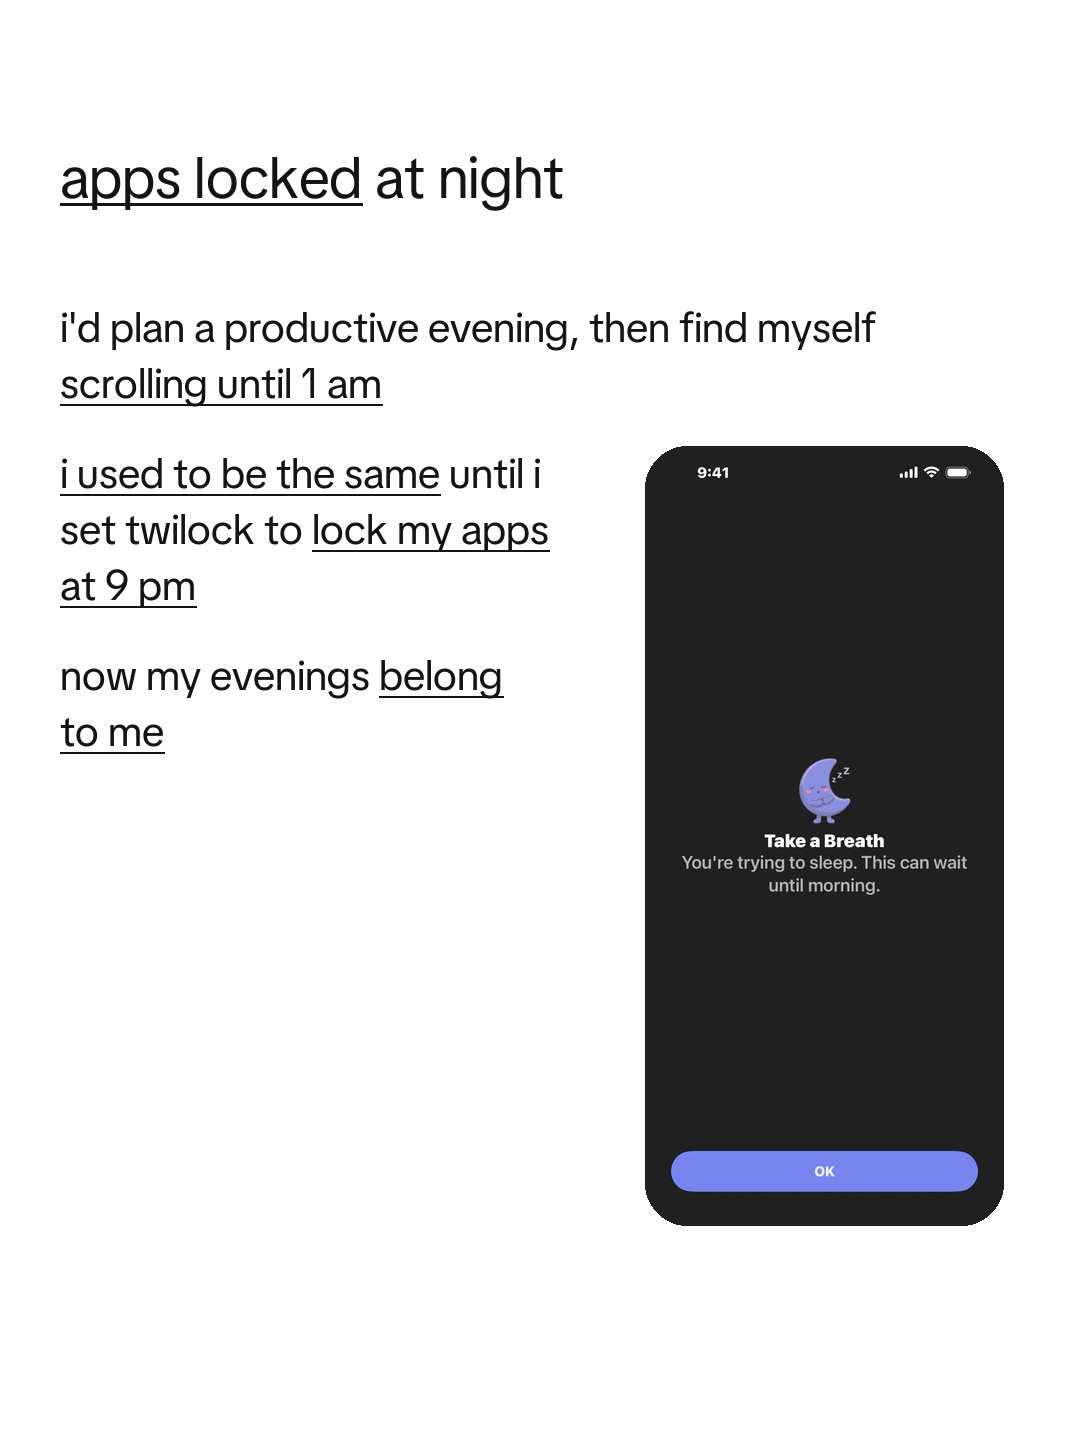 apps locked at night
i'd plan a productive evening, then find myself
scrolling until 1 am
i used to be the same until i
set twilock to lock my apps
at 9 pm
now my evenings belong
to me
9:41
z z z
Take a Breath
You're trying to sleep. This can wait
until morning.
OK